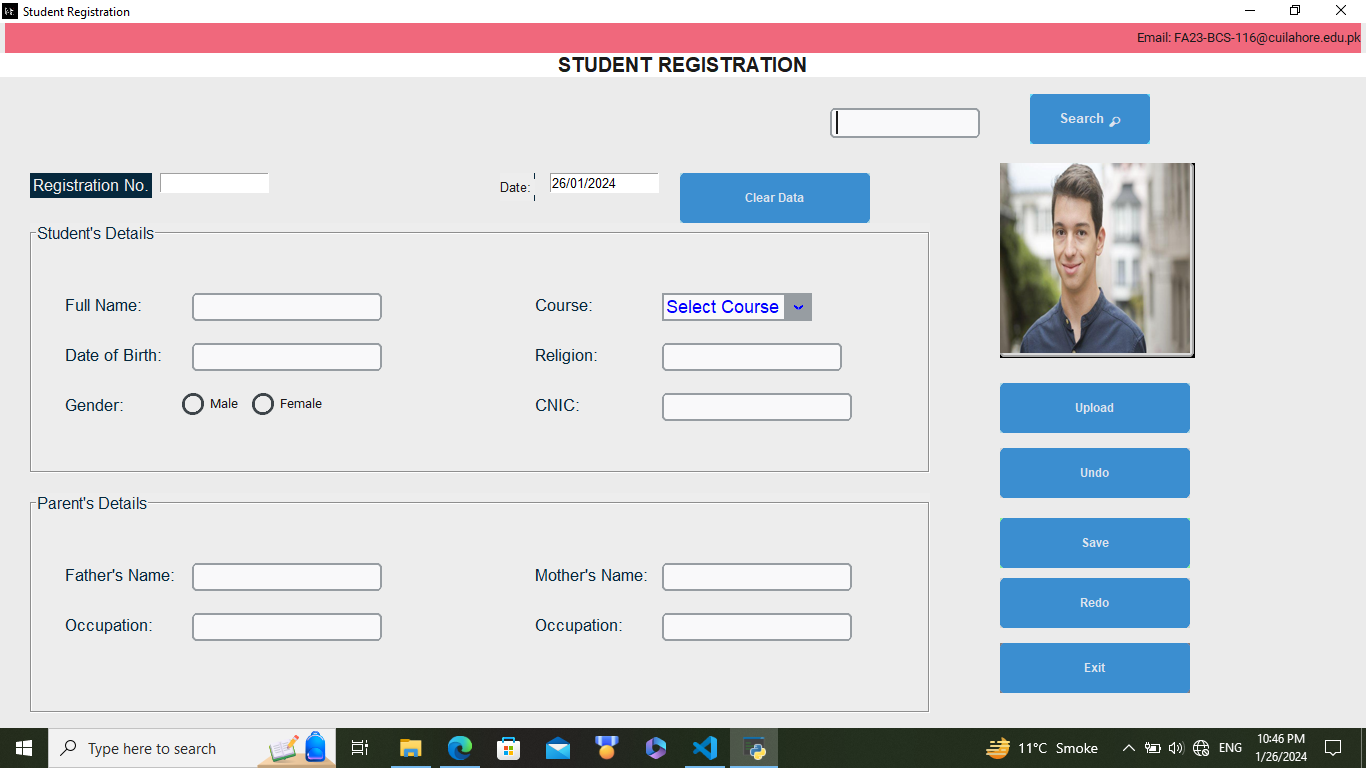 Student Registration
Email: FA23-BCS-116@cuilahore.edu.pk
STUDENT REGISTRATION
Search
Registration No.
Date:
26/01/2024
Clear Data
Student's Details
Full Name:
Course:
Select Course
Date of Birth:
Religion:
Gender:
Male
Female
CNIC:
Upload
Undo
Parent's Details
Save
Father's Name:
Mother's Name:
Redo
Occupation:
Occupation:
Exit
Type here to search
11°C Smoke
ENG
10:46 PM
1/26/2024